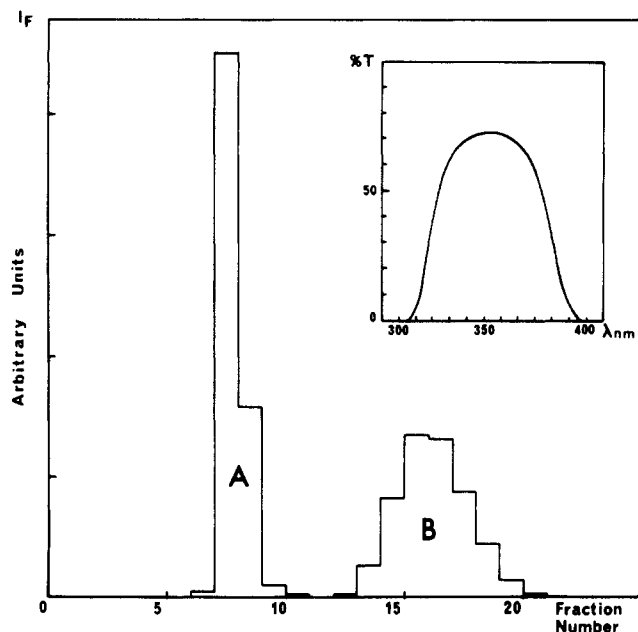 IF
Arbitrary Units
%T
50
0
300
350
400
λnm
A
B
0
5
10
15
20
Fraction
Number